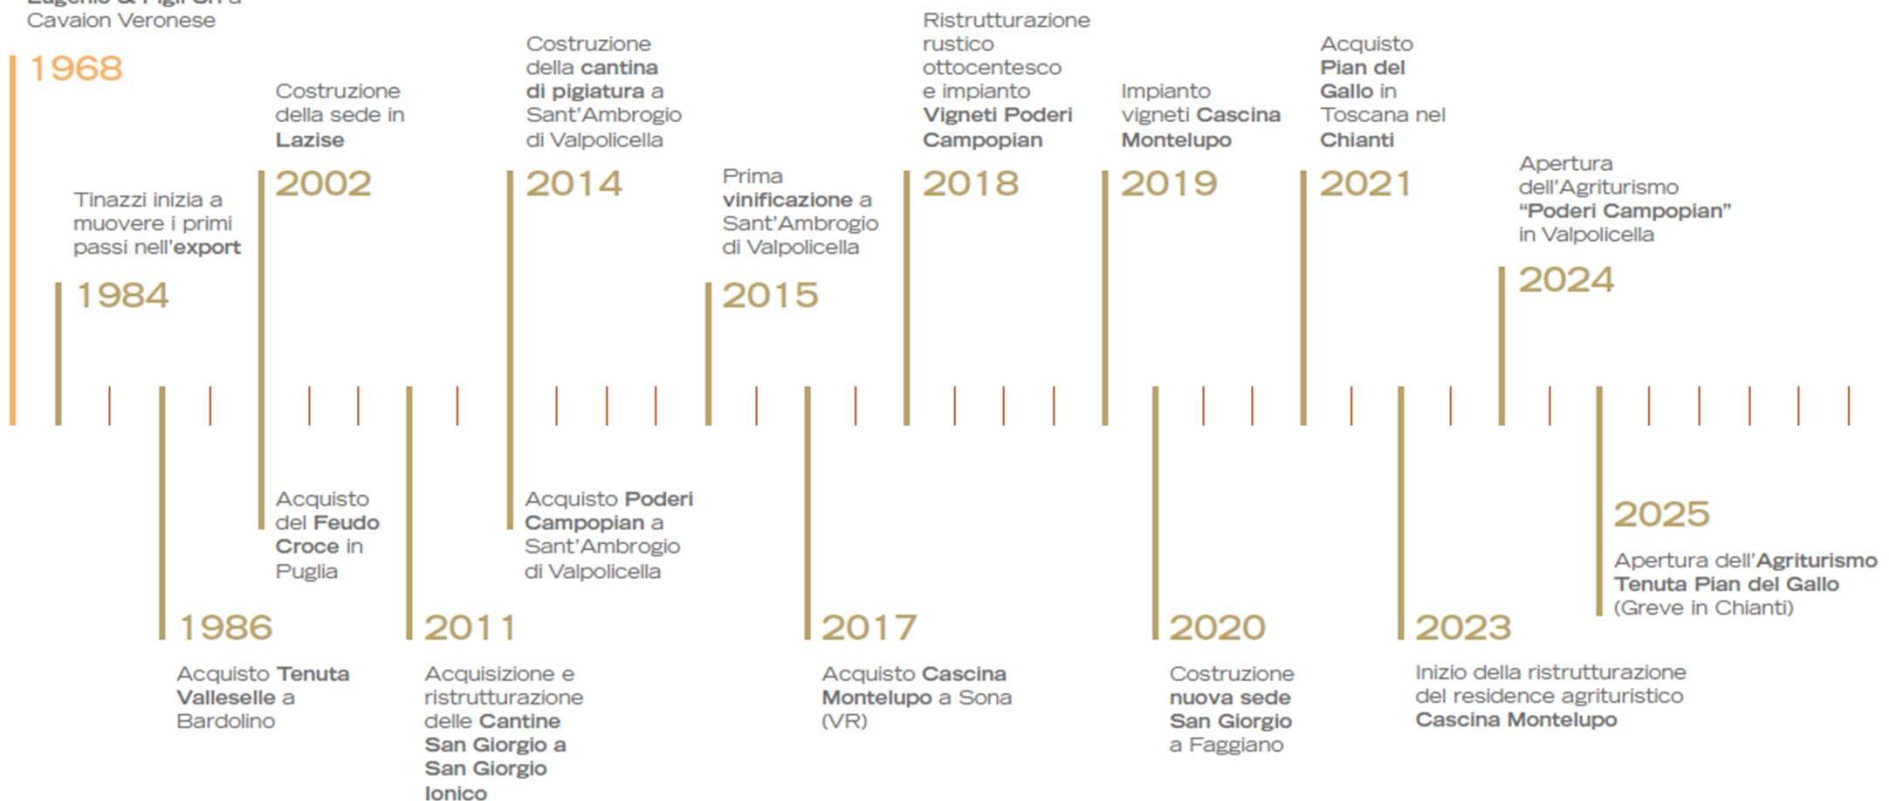 Cavaion Veronese
1968
Tinazzi inizia a
muovere i primi
passi nell'export
1984
Acquisto Tenuta
Valleselle a
Bardolino
1986
Costruzione
della sede in
Lazise
2002
Acquisto
del Feudo
Croce in
Puglia
2011
Acquisizione e
ristrutturazione
delle Cantine
San Giorgio a
San Giorgio
Ionico
Costruzione
della cantina
di pigiatura a
Sant'Ambrogio
di Valpolicella
2014
Acquisto Poderi
Campopian a
Sant'Ambrogio
di Valpolicella
Prima
vinificazione a
Sant'Ambrogio
di Valpolicella
2015
2017
Acquisto Cascina
Montelupo a Sona
(VR)
Ristrutturazione
rustico
ottocentesco
e impianto
Vigneti Poderi
Campopian
2018
Impianto
vigneti Cascina
Montelupo
2019
2020
Costruzione
nuova sede
San Giorgio
a Faggiano
Acquisto
Pian del
Gallo in
Toscana nel
Chianti
2021
2023
Inizio della ristrutturazione
del residence agrituristico
Cascina Montelupo
Apertura
dell'Agriturismo
“Poderi Campopian”
in Valpolicella
2024
2025
Apertura dell'Agriturismo
Tenuta Pian del Gallo
(Greve in Chianti)